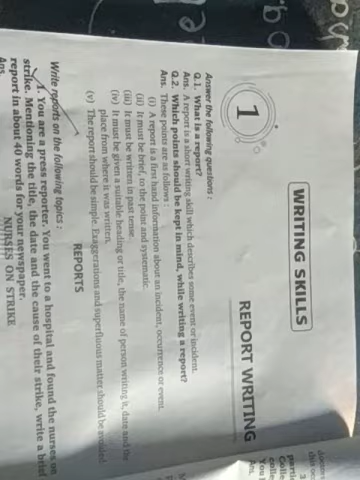 WRITING SKILLS
1
REPORT WRITING
Answer the following questions :
Q.1. What is a report?
Ans. A report is a short writing skill which describes some event or incident.
Q.2. Which points should be kept in mind, while writing a report?
Ans. These points are as follows :
(i) A report is a first hand information about an incident, occurrence or event.
(ii) It must be brief, to the point and systematic.
(iii) It must be written in past tense.
(iv) It must be given a suitable heading or title, the name of person writing it, date and the
place from where it was written.
(v) The report should be simple. Exaggerations and superfluous matter should be avoided
REPORTS
Write reports on the following topics :
1. You are a press reporter. You went to a hospital and found the nurses on
strike. Mentioning the title, the date and the cause of their strike, write a brief
report in about 40 words for your newspaper.
Ans. NURSES ON STRIKE